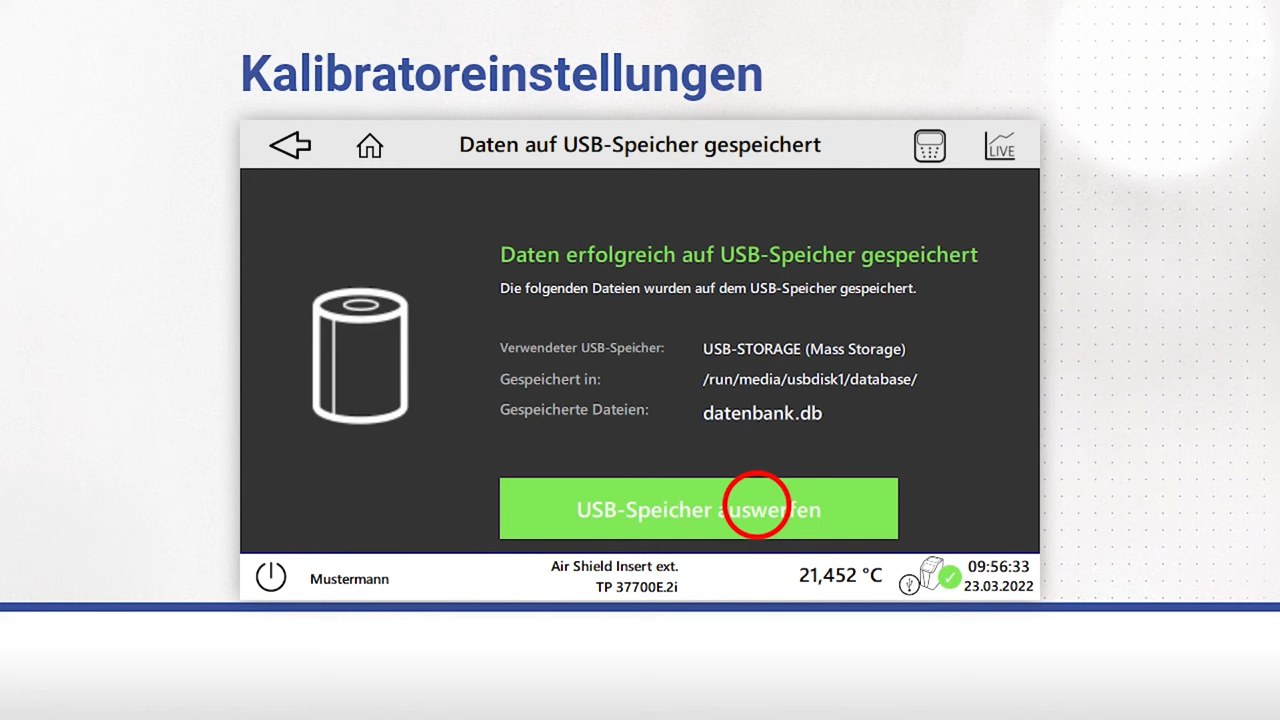 Kalibratoreinstellungen
Daten auf USB-Speicher gespeichert
LIVE
Daten erfolgreich auf USB-Speicher gespeichert
Die folgenden Dateien wurden auf dem USB-Speicher gespeichert.
Verwendeter USB-Speicher: USB-STORAGE (Mass Storage)
Gespeichert in: /run/media/usbdisk1/database/
Gespeicherte Dateien: datenbank.db
USB-Speicher auswerfen
Mustermann
Air Shield Insert ext.
TP 37700E.2i
21,452 °C
09:56:33
23.03.2022